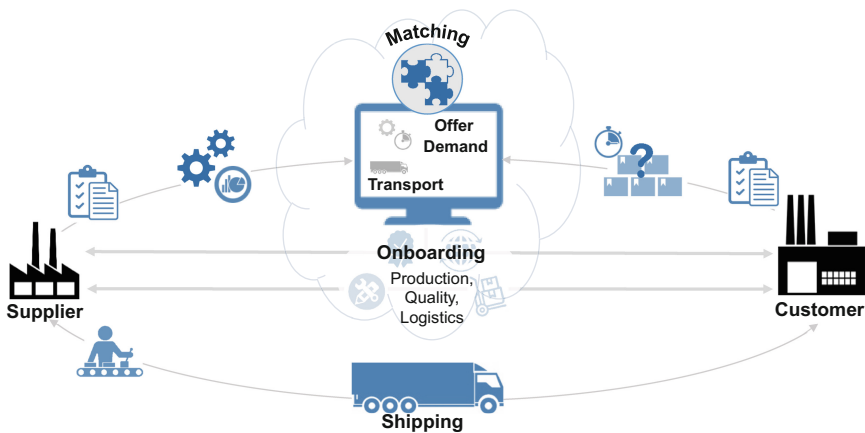 Matching
Offer
Demand
?
Transport
Onboarding
Production,
Quality,
Logistics
Supplier
Customer
Shipping